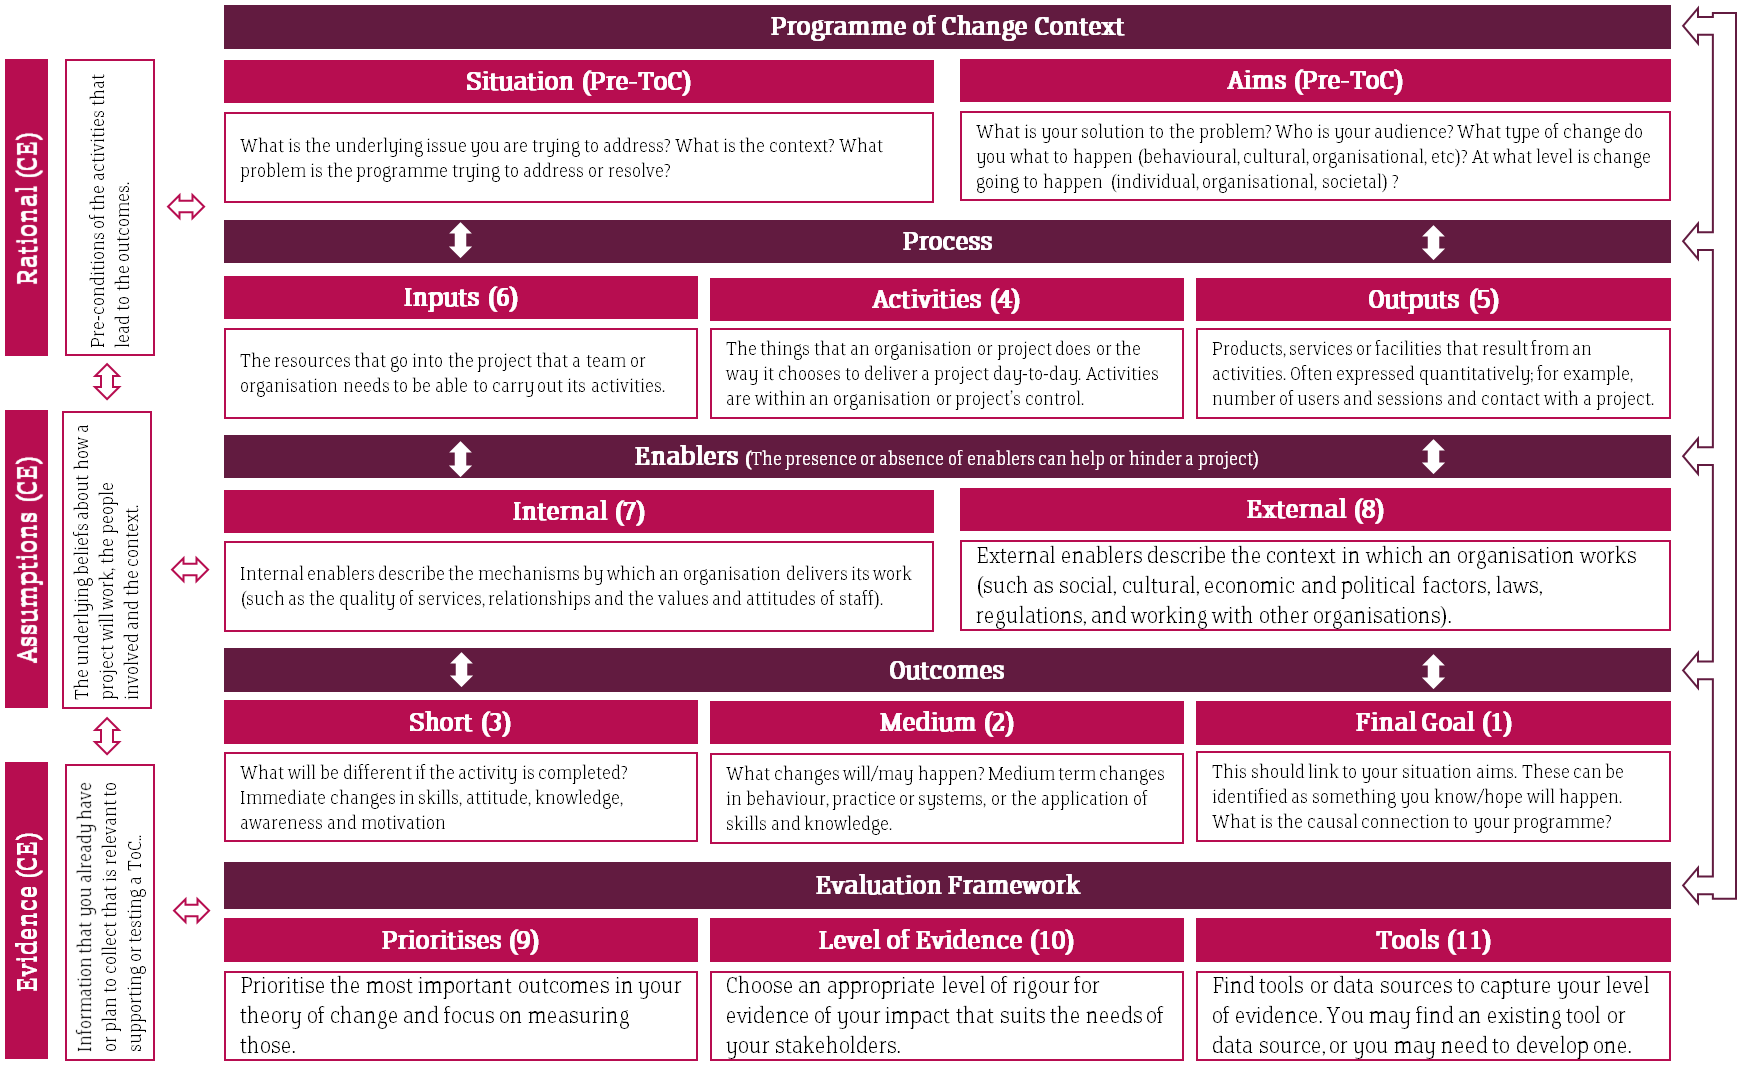 Programme of Change Context
Situation (Pre-ToC)
What is the underlying issue you are trying to address? What is the context? What
problem is the programme trying to address or resolve?
Aims (Pre-ToC)
What is your solution to the problem? Who is your audience? What type of change do
you what to happen (behavioural, cultural, organisational, etc)? At what level is change
going to happen (individual, organisational, societal) ?
Process
Inputs (6)
The resources that go into the project that a team or
organisation needs to be able to carry out its activities.
Activities (4)
The things that an organisation or project does or the
way it chooses to deliver a project day-to-day. Activities
are within an organisation or project's control.
Outputs (5)
Products, services or facilities that result from an
activities. Often expressed quantitatively; for example,
number of users and sessions and contact with a project.
Enablers (The presence or absence of enablers can help or hinder a project)
Internal (7)
Internal enablers describe the mechanisms by which an organisation delivers its work
(such as the quality of services, relationships and the values and attitudes of staff).
External (8)
External enablers describe the context in which an organisation works
(such as social, cultural, economic and political factors, laws,
regulations, and working with other organisations).
Outcomes
Short (3)
What will be different if the activity is completed?
Immediate changes in skills, attitude, knowledge,
awareness and motivation
Medium (2)
What changes will/may happen? Medium term changes
in behaviour, practice or systems, or the application of
skills and knowledge.
Final Goal (1)
This should link to your situation aims. These can be
identified as something you know/hope will happen.
What is the causal connection to your programme?
Evaluation Framework
Prioritises (9)
Prioritise the most important outcomes in your
theory of change and focus on measuring
those.
Level of Evidence (10)
Choose an appropriate level of rigour for
evidence of your impact that suits the needs of
your stakeholders.
Tools (11)
Find tools or data sources to capture your level
of evidence. You may find an existing tool or
data source, or you may need to develop one.
Rational (CE)
Pre-conditions of the activities that
lead to the outcomes.
Assumptions (CE)
The underlying beliefs about how a
project will work, the people
involved and the context.
Evidence (CE)
Information that you already have
or plan to collect that is relevant to
supporting or testing a ToC..